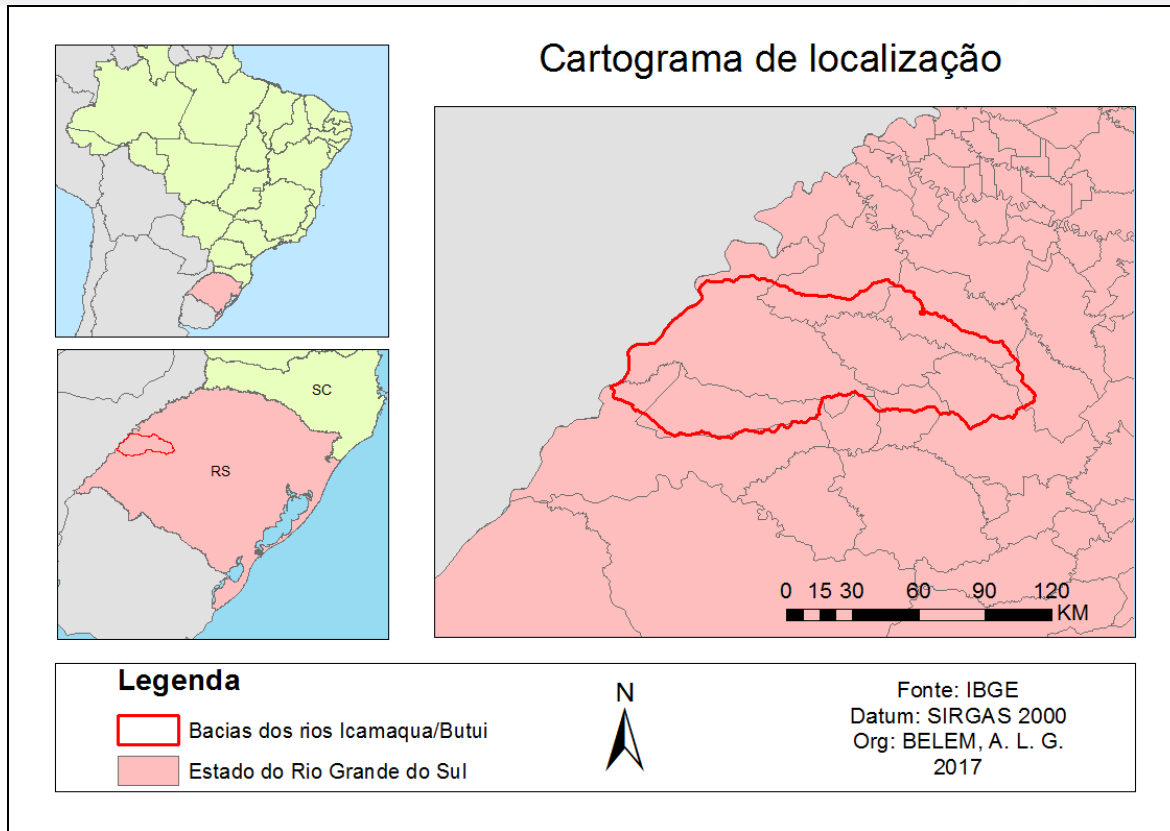 Cartograma de localização
SC
RS
0 15 30 60 90 120
KM
Legenda
Bacias dos rios Icamaqua/Butui
Estado do Rio Grande do Sul
N
Fonte: IBGE
Datum: SIRGAS 2000
Org: BELEM, A. L. G.
2017